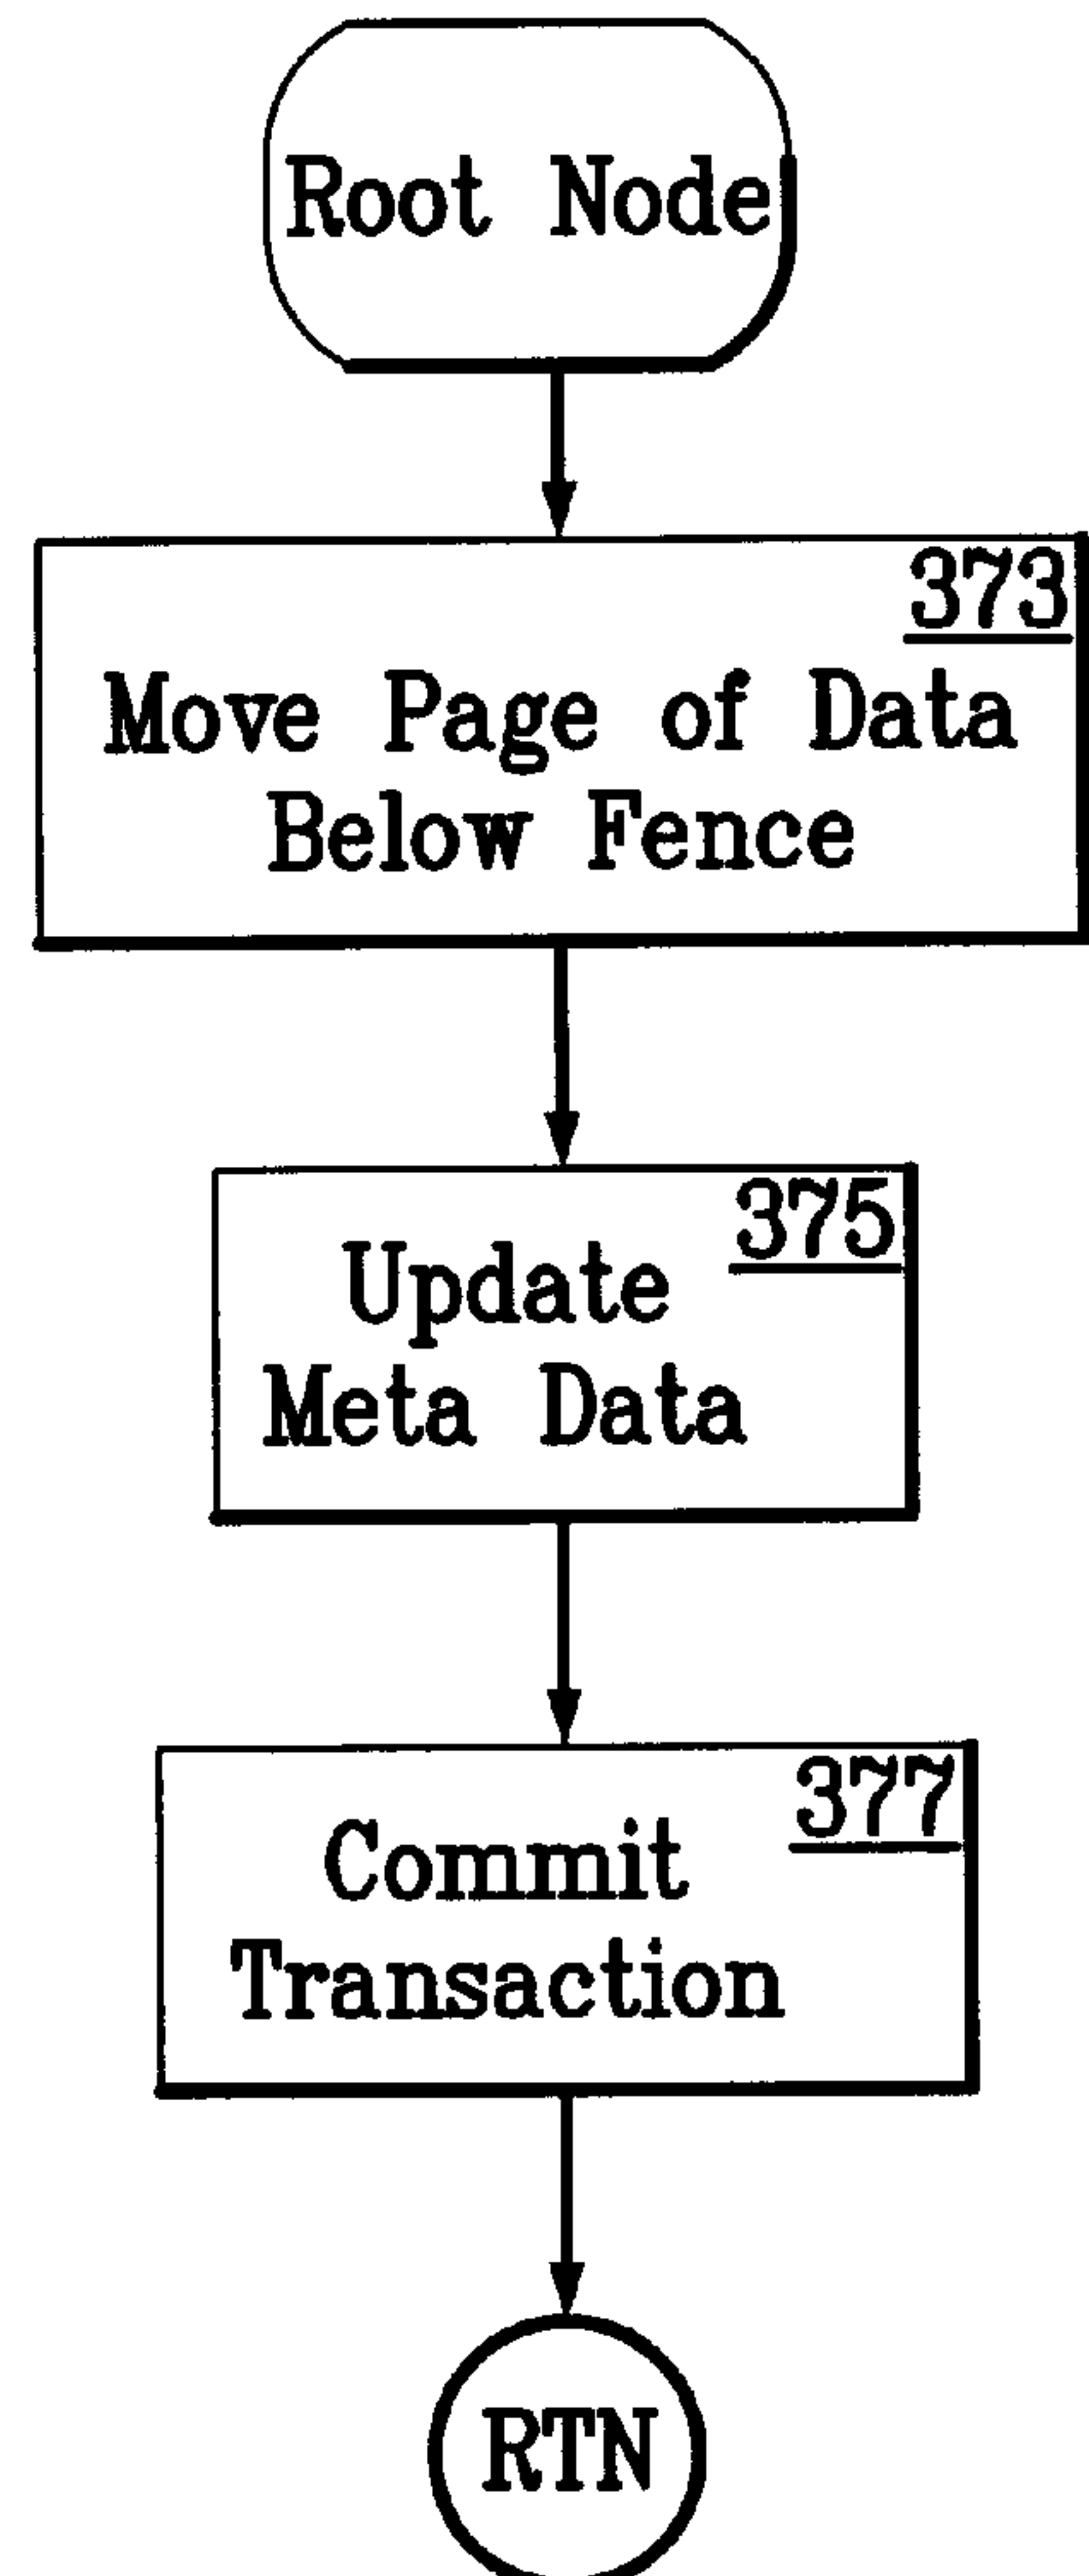 Root Node
373
Move Page of Data
Below Fence
375
Update
Meta Data
377
Commit
Transaction
RTN